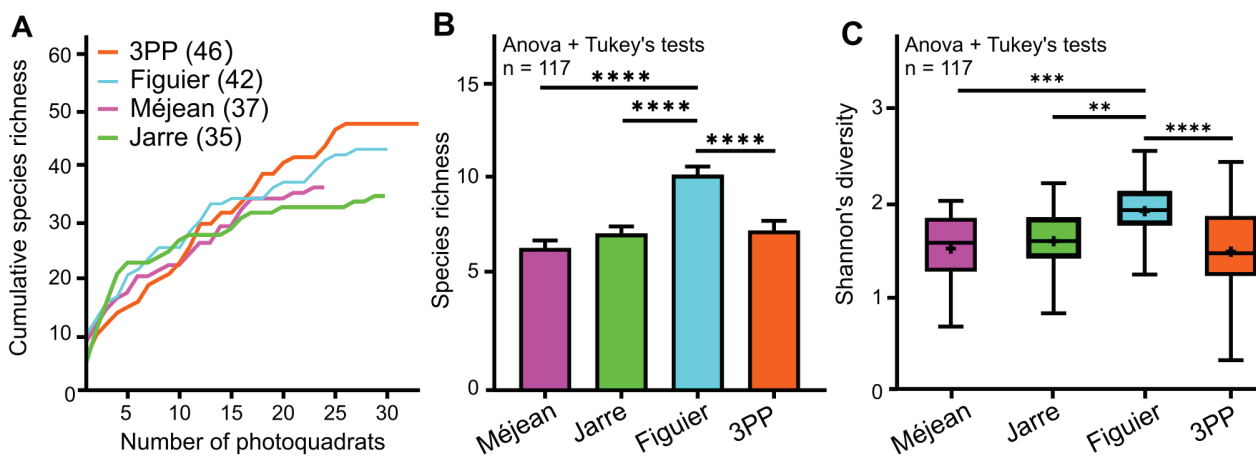 A
Cumulative species richness
60
50
40
30
20
10
0
3PP (46)
Figuier (42)
Méjean (37)
Jarre (35)
5
10
15
20
25
30
Number of photoquadrats
B
Anova + Tukey's tests
n = 117
Species richness
15
10
5
0
****
****
****
Méjean
Jarre
Figuier
3PP
C
Anova + Tukey's tests
n = 117
Shannon's diversity
3
2
1
0
***
**
****
Méjean
Jarre
Figuier
3PP